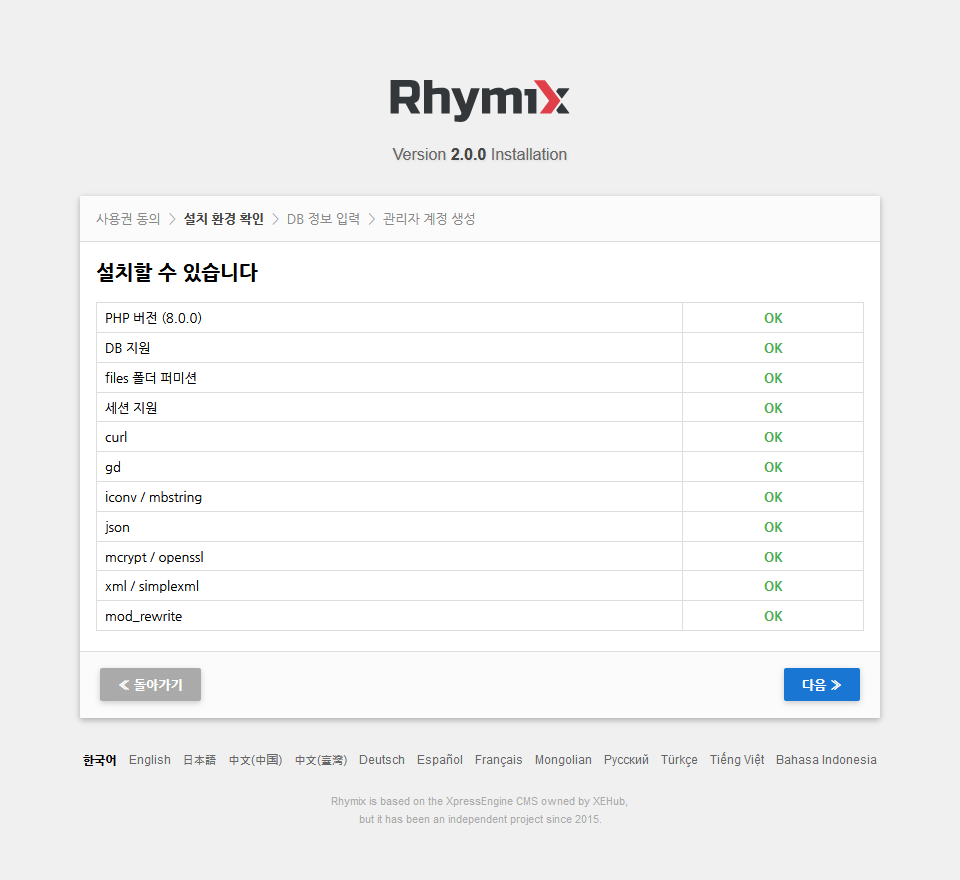 Rhymix
Version 2.0.0 Installation
사용권 동의 > 설치 환경 확인 > DB 정보 입력 > 관리자 계정 생성
설치할 수 있습니다
PHP 버전 (8.0.0) OK
DB 지원 OK
files 폴더 퍼미션 OK
세션 지원 OK
curl OK
gd OK
iconv / mbstring OK
json OK
mcrypt / openssl OK
xml / simplexml OK
mod_rewrite OK
≪ 돌아가기 다음 ≫
한국어 English 日本語 中文(中国) 中文(臺灣) Deutsch Español Français Mongolian Русский Türkçe Tiếng Việt Bahasa Indonesia
Rhymix is based on the XpressEngine CMS owned by XEHub,
but it has been an independent project since 2015.